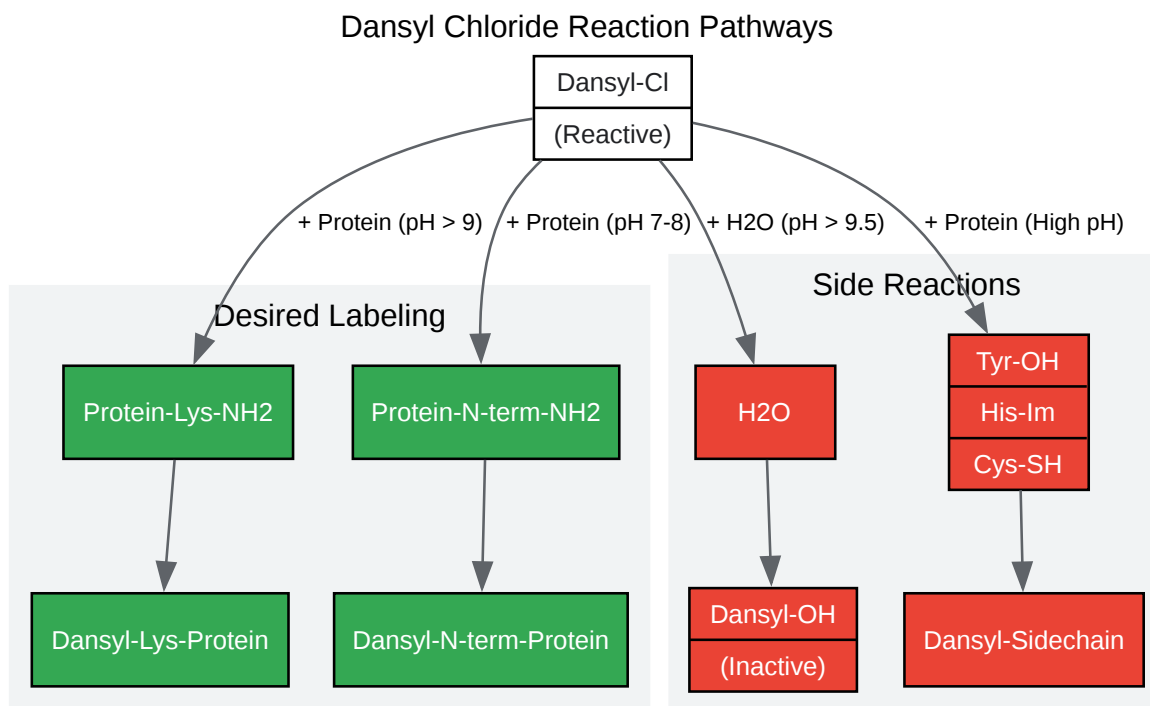 Dansyl Chloride Reaction Pathways
Dansyl-Cl
(Reactive)
+ Protein (pH > 9)
+ Protein (pH 7-8)
+ H2O (pH > 9.5)
+ Protein (High pH)
Desired Labeling
Side Reactions
Protein-Lys-NH2
Protein-N-term-NH2
H2O
Tyr-OH
His-Im
Cys-SH
Dansyl-Lys-Protein
Dansyl-N-term-Protein
Dansyl-OH
(Inactive)
Dansyl-Sidechain